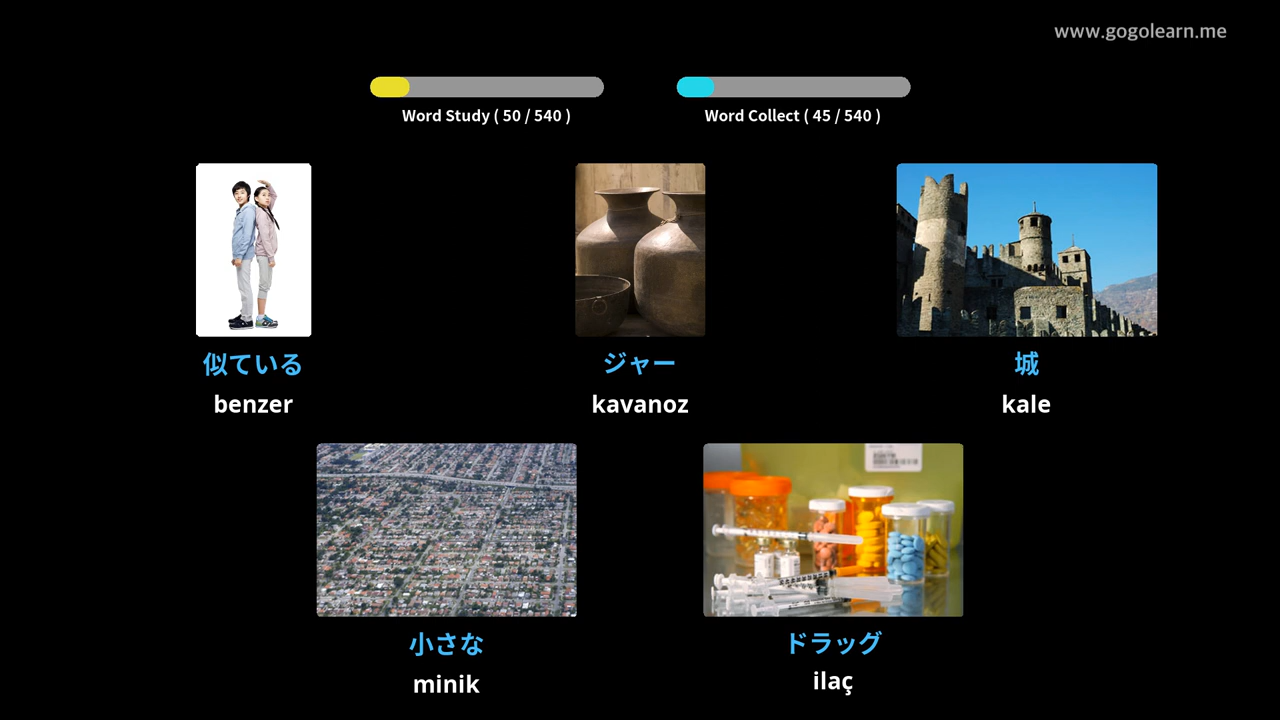 www.gogolearn.me
Word Study ( 50 / 540 )
Word Collect ( 45 / 540 )
似ている
benzer
ジャー
kavanoz
城
kale
小さな
minik
ドラッグ
ilaç